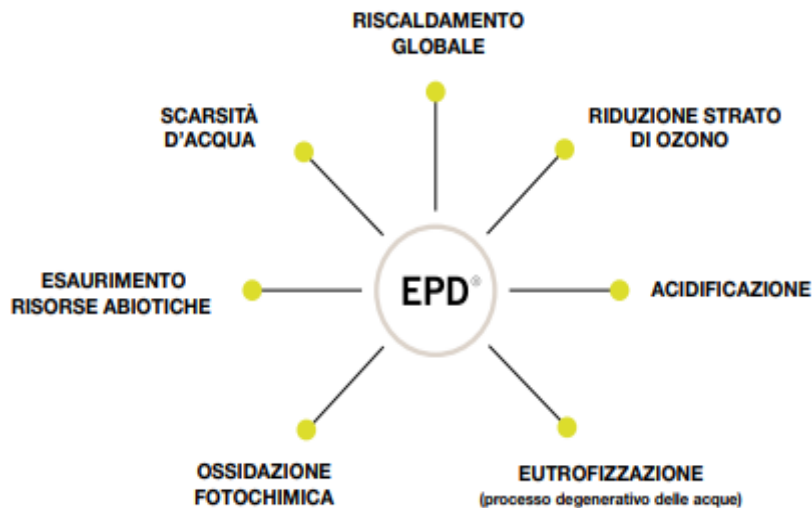 RISCALDAMENTO
GLOBALE
SCARSITÀ
D'ACQUA
RIDUZIONE STRATO
DI OZONO
ESAURIMENTO
RISORSE ABIOTICHE
EPD®
ACIDIFICAZIONE
OSSIDAZIONE
FOTOCHIMICA
EUTROFIZZAZIONE
(processo degenerativo delle acque)